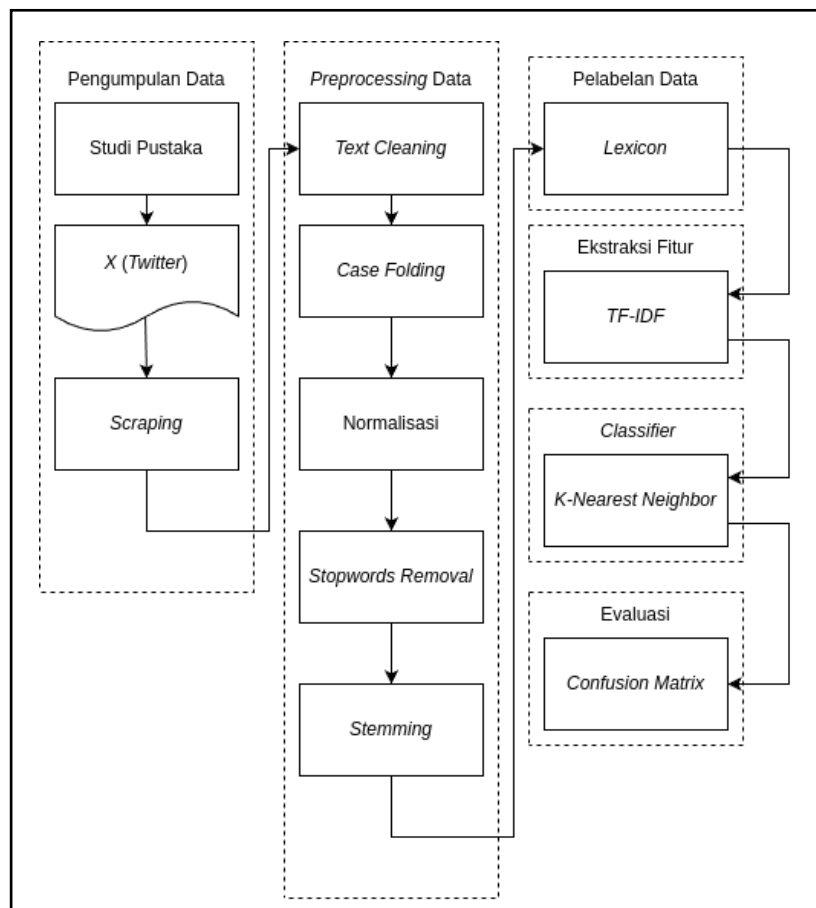 Pengumpulan Data
Studi Pustaka
X (Twitter)
Scraping
Preprocessing Data
Text Cleaning
Case Folding
Normalisasi
Stopwords Removal
Stemming
Pelabelan Data
Lexicon
Ekstraksi Fitur
TF-IDF
Classifier
K-Nearest Neighbor
Evaluasi
Confusion Matrix